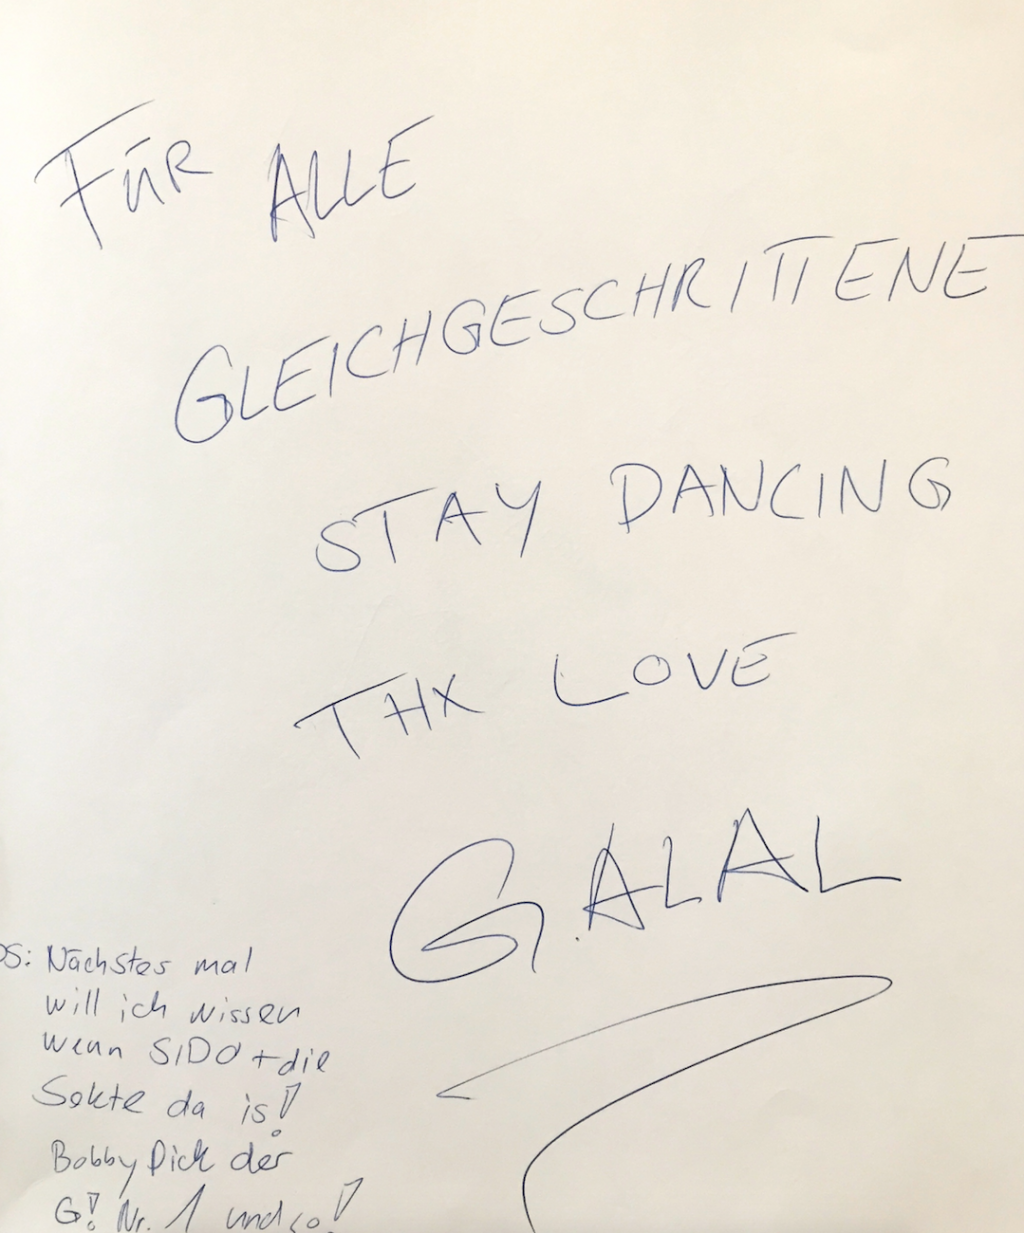 FÜR ALLE
GLEICHGESCHRITTENE
STAY DANCING
THX LOVE
GALAL
PS: Nächstes mal
will ich wissen
wenn SIDO + die
Sekte da is!
Bobby Dick der
G! Nr. 1 und so!